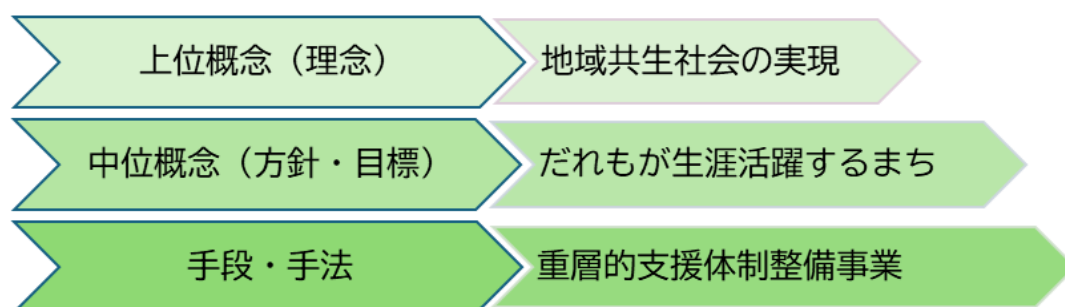 上位概念（理念）
地域共生社会の実現
中位概念（方針・目標）
だれもが生涯活躍するまち
手段・手法
重層的支援体制整備事業